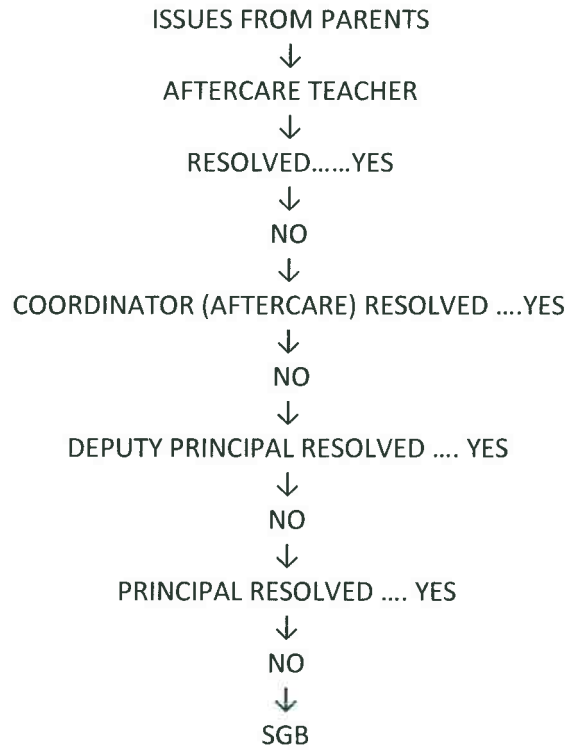 ISSUES FROM PARENTS
↓
AFTERCARE TEACHER
↓
RESOLVED......YES
↓
NO
↓
COORDINATOR (AFTERCARE) RESOLVED ....YES
↓
NO
↓
DEPUTY PRINCIPAL RESOLVED .... YES
↓
NO
↓
PRINCIPAL RESOLVED .... YES
↓
NO
↓
SGB